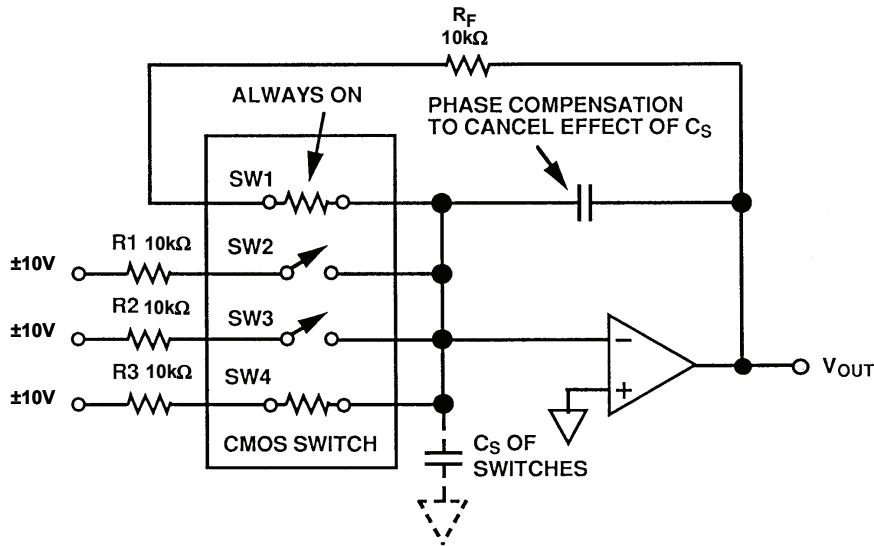 RF
10kΩ
ALWAYS ON
PHASE COMPENSATION
TO CANCEL EFFECT OF CS
SW1
±10V
R1 10kΩ
SW2
±10V
R2 10kΩ
SW3
±10V
R3 10kΩ
SW4
CMOS SWITCH
CS OF
SWITCHES
−
+
VOUT